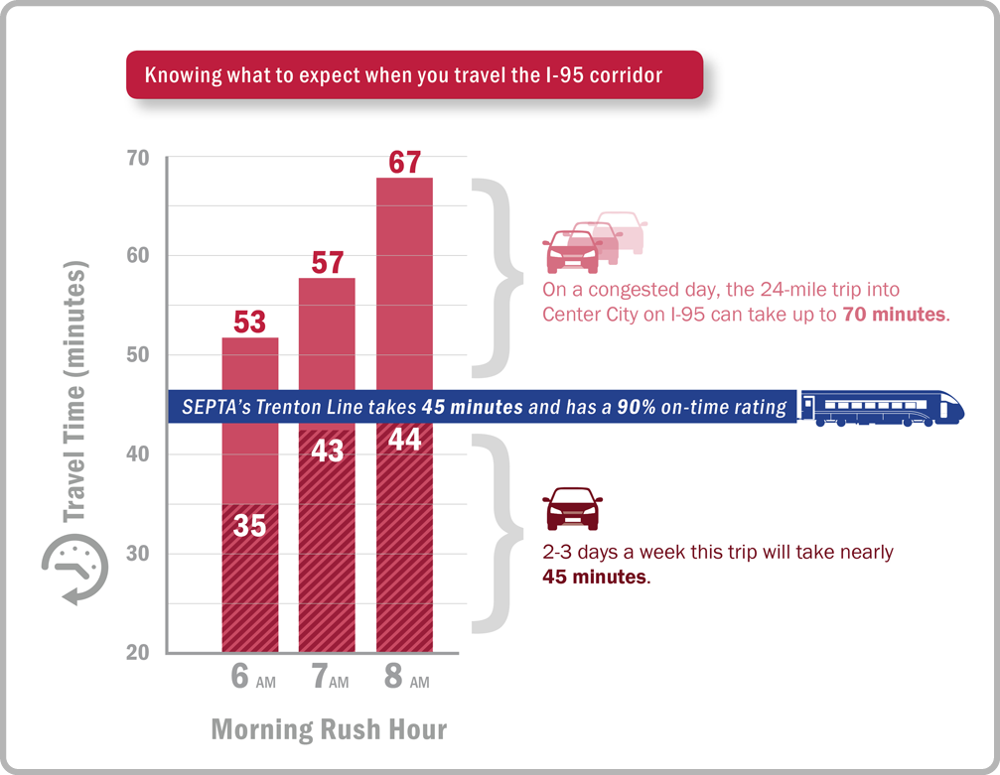 Knowing what to expect when you travel the I-95 corridor
Travel Time (minutes)
70
60
50
40
30
20
53
57
67
35
43
44
SEPTA's Trenton Line takes 45 minutes and has a 90% on-time rating
On a congested day, the 24-mile trip into
Center City on I-95 can take up to 70 minutes.
2-3 days a week this trip will take nearly
45 minutes.
6 AM
7 AM
8 AM
Morning Rush Hour